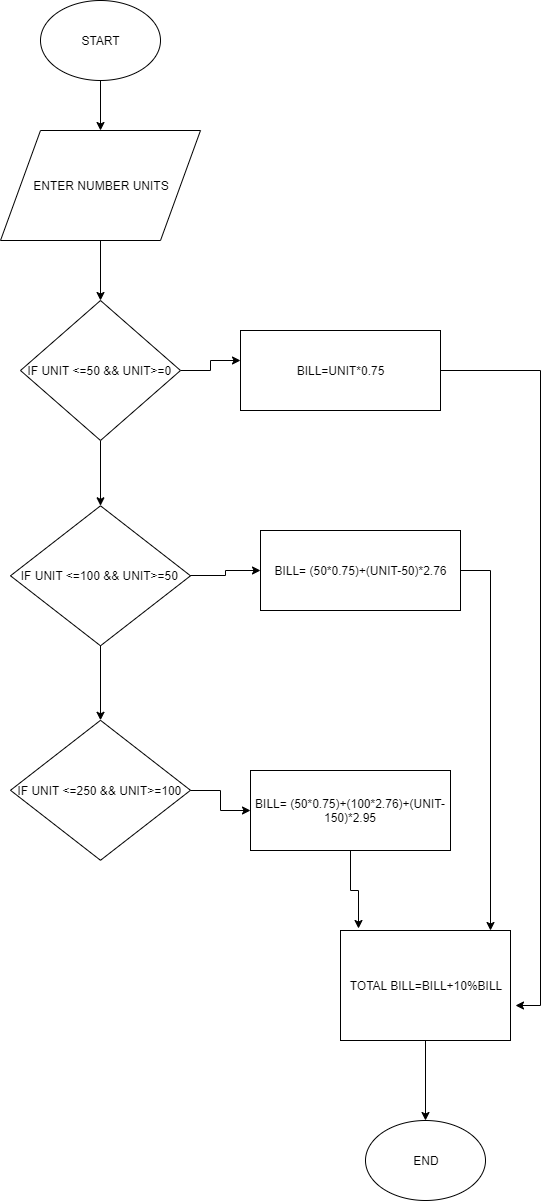 START
ENTER NUMBER UNITS
IF UNIT <=50 && UNIT>=0
BILL=UNIT*0.75
IF UNIT <=100 && UNIT>=50
BILL= (50*0.75)+(UNIT-50)*2.76
IF UNIT <=250 && UNIT>=100
BILL= (50*0.75)+(100*2.76)+(UNIT-
150)*2.95
TOTAL BILL=BILL+10%BILL
END